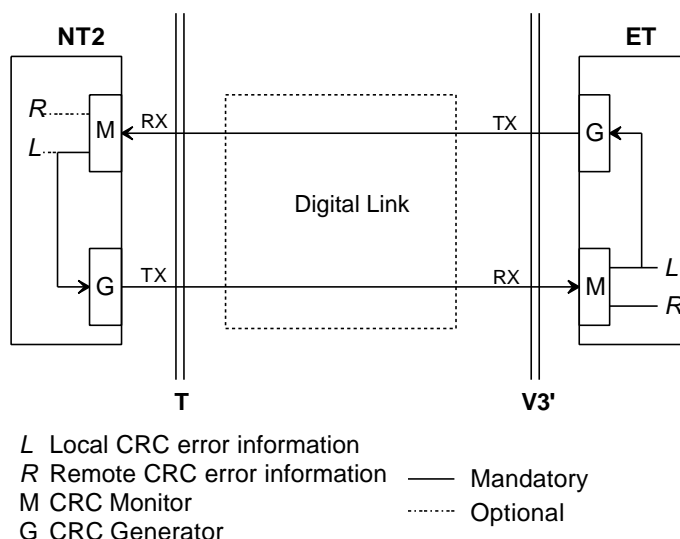 NT2 ET
R
L
M
RX
TX
G
Digital Link
G
TX
RX
M
L
R
T V3'
L Local CRC error information
R Remote CRC error information
M CRC Monitor
G CRC Generator
Mandatory
Optional